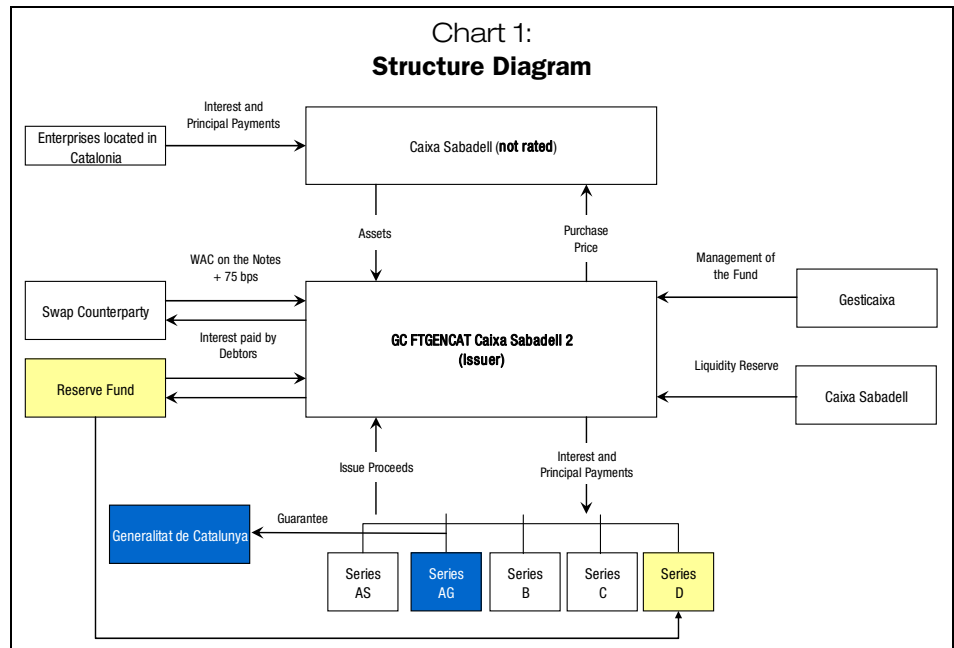 Chart 1:
Structure Diagram
Interest and
Principal Payments
Enterprises located in
Catalonia
Caixa Sabadell (not rated)
Assets
Purchase
Price
WAC on the Notes
+ 75 bps
Management of
the Fund
Swap Counterparty
GC FTGENCAT Caixa Sabadell 2
(Issuer)
Gesticaixa
Interest paid by
Debtors
Reserve Fund
Liquidity Reserve
Caixa Sabadell
Issue Proceeds
Interest and
Principal Payments
Generalitat de Catalunya
Guarantee
Series
AS
Series
AG
Series
B
Series
C
Series
D